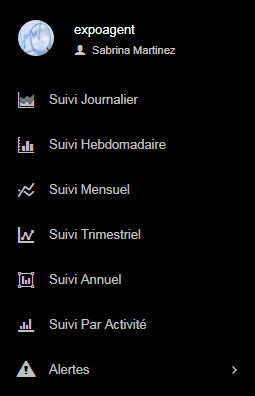 expoagent
Sabrina Martinez
Suivi Journalier
Suivi Hebdomadaire
Suivi Mensuel
Suivi Trimestriel
Suivi Annuel
Suivi Par Activité
Alertes